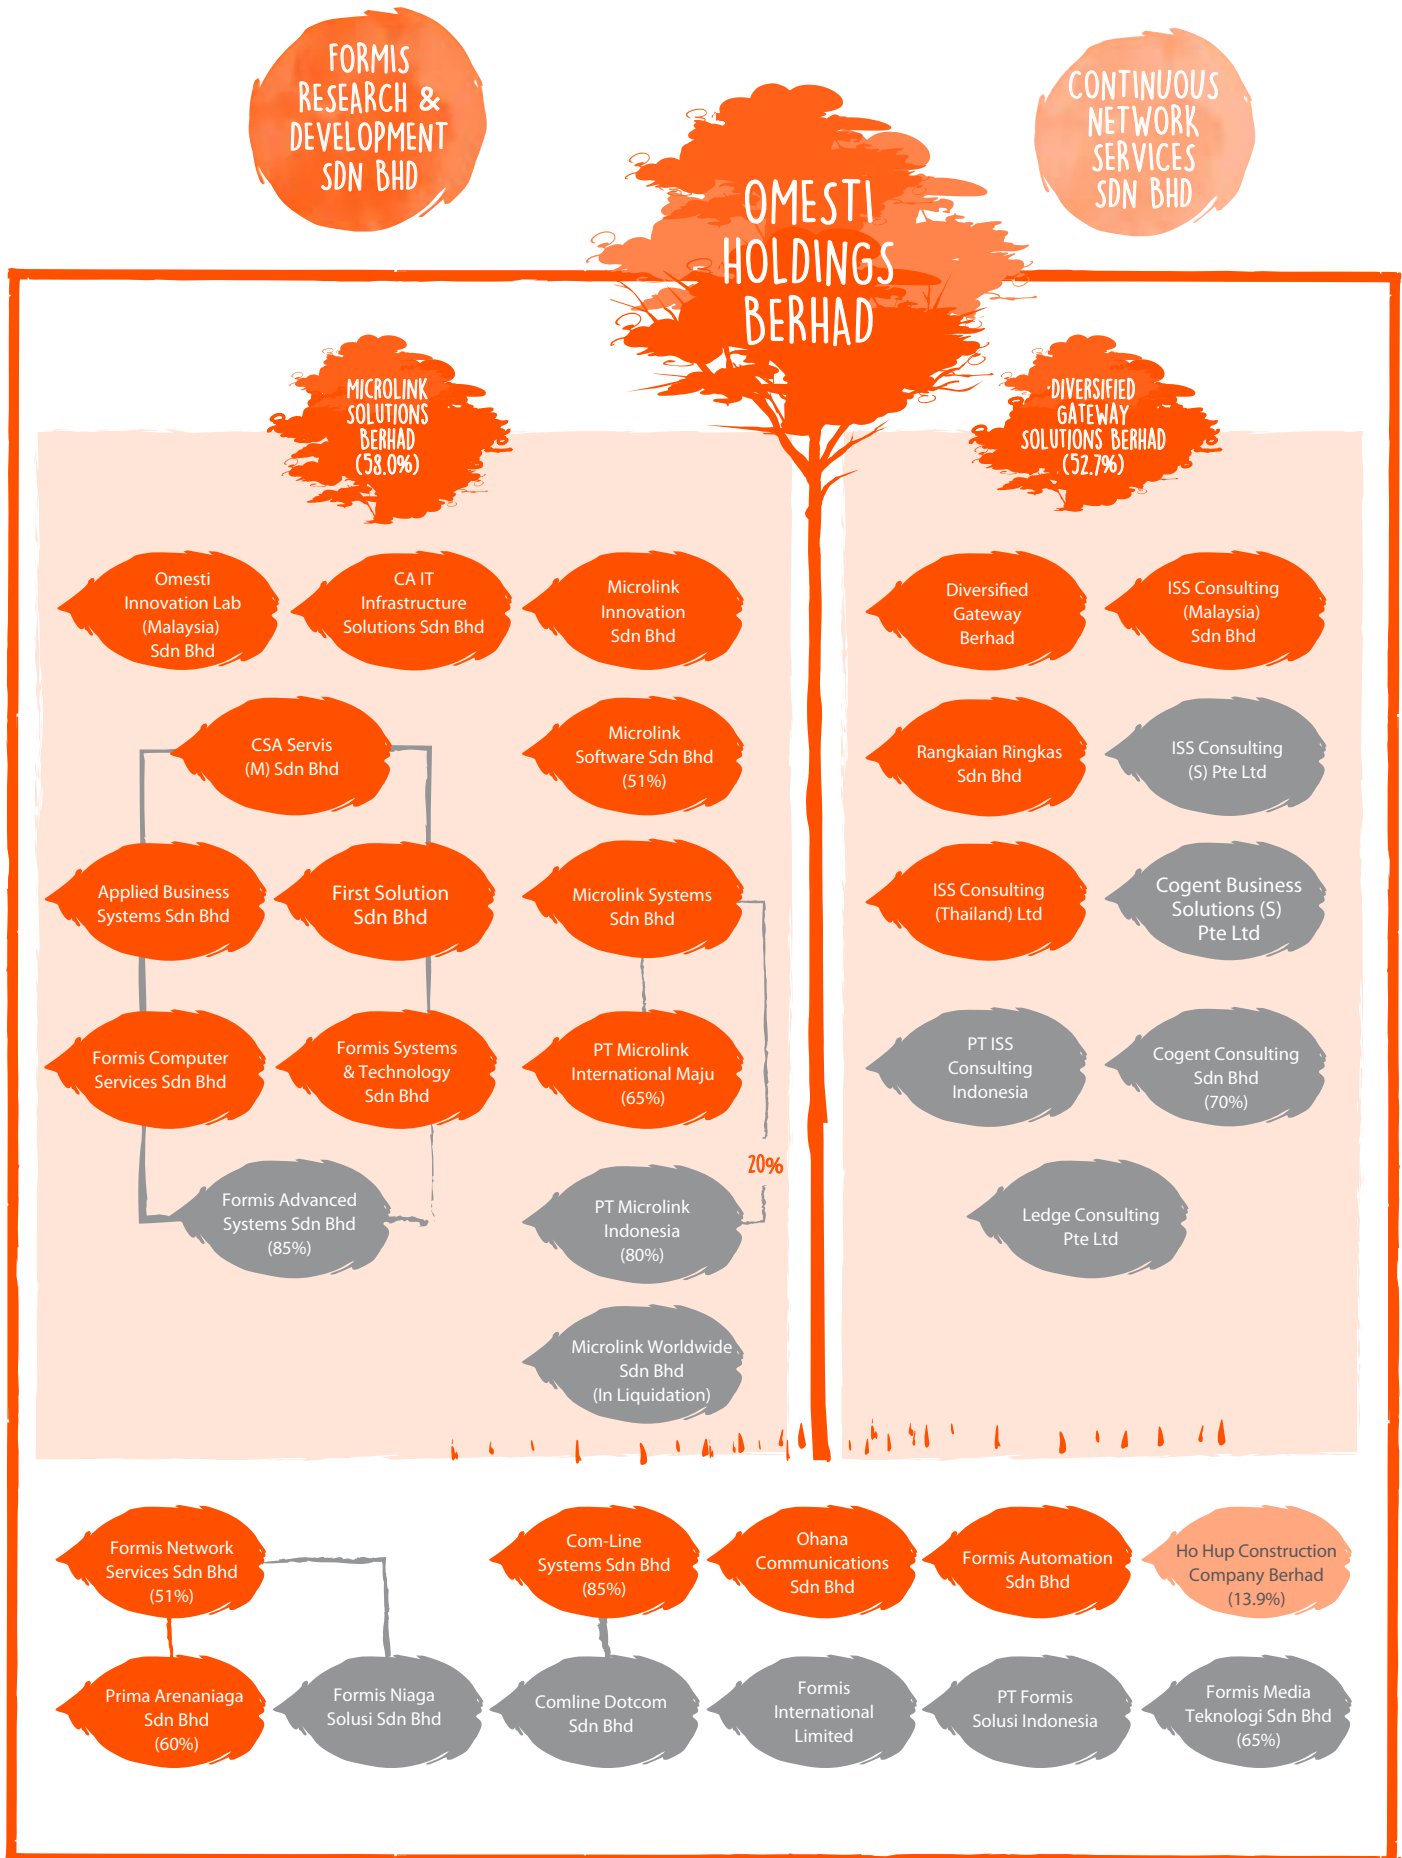 FORMIS
RESEARCH &
DEVELOPMENT
SDN BHD
CONTINUOUS
NETWORK
SERVICES
SDN BHD
OMESTI
HOLDINGS
BERHAD
MICROLINK
SOLUTIONS
BERHAD
(58.0%)
DIVERSIFIED
GATEWAY
SOLUTIONS BERHAD
(52.7%)
Omesti
Innovation Lab
(Malaysia)
Sdn Bhd
CA IT
Infrastructure
Solutions Sdn Bhd
Microlink
Innovation
Sdn Bhd
Diversified
Gateway
Berhad
ISS Consulting
(Malaysia)
Sdn Bhd
CSA Servis
(M) Sdn Bhd
Microlink
Software Sdn Bhd
(51%)
Rangkaian Ringkas
Sdn Bhd
ISS Consulting
(S) Pte Ltd
Applied Business
Systems Sdn Bhd
First Solution
Sdn Bhd
Microlink Systems
Sdn Bhd
ISS Consulting
(Thailand) Ltd
Cogent Business
Solutions (S)
Pte Ltd
Formis Computer
Services Sdn Bhd
Formis Systems
& Technology
Sdn Bhd
PT Microlink
International Maju
(65%)
PT ISS
Consulting
Indonesia
Cogent Consulting
Sdn Bhd
(70%)
20%
Formis Advanced
Systems Sdn Bhd
(85%)
PT Microlink
Indonesia
(80%)
Ledge Consulting
Pte Ltd
Microlink Worldwide
Sdn Bhd
(In Liquidation)
Formis Network
Services Sdn Bhd
(51%)
Com-Line
Systems Sdn Bhd
(85%)
Ohana
Communications
Sdn Bhd
Formis Automation
Sdn Bhd
Ho Hup Construction
Company Berhad
(13.9%)
Prima Arenaniaga
Sdn Bhd
(60%)
Formis Niaga
Solusi Sdn Bhd
Comline Dotcom
Sdn Bhd
Formis
International
Limited
PT Formis
Solusi Indonesia
Formis Media
Teknologi Sdn Bhd
(65%)